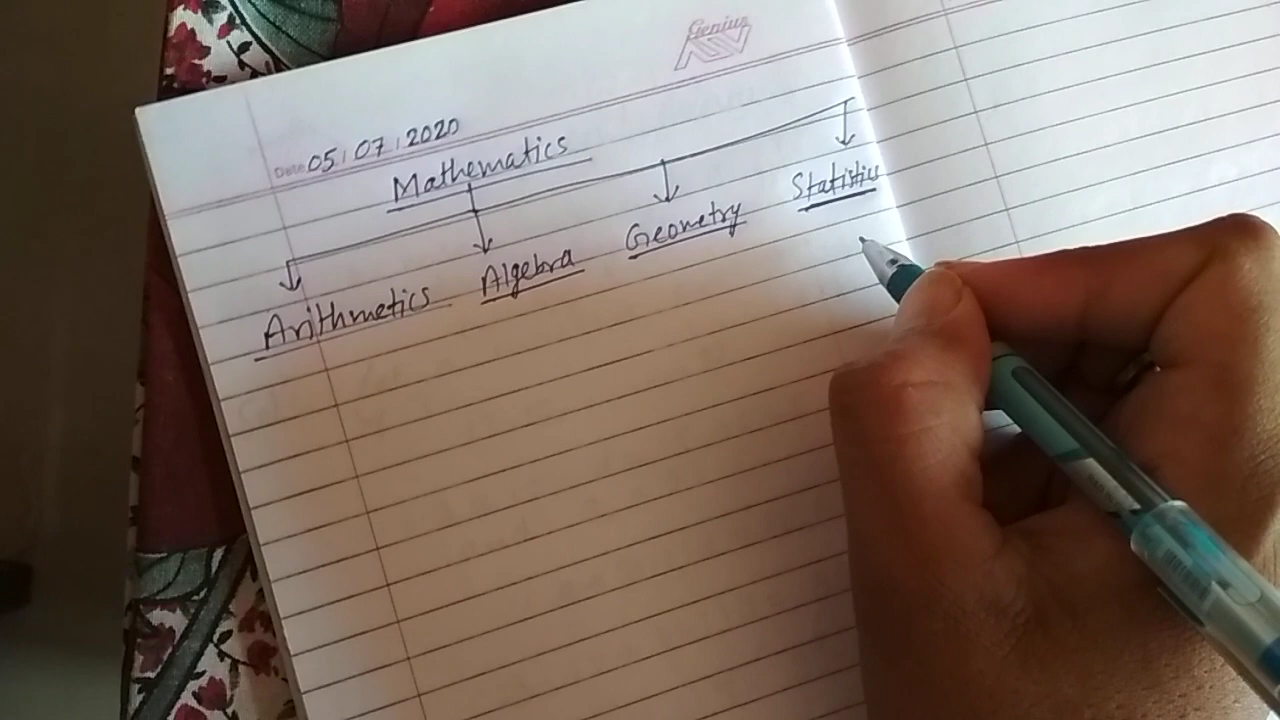 Genius
Date 05/07/2020
Mathematics
Arithmetics Algebra Geometry Statistics